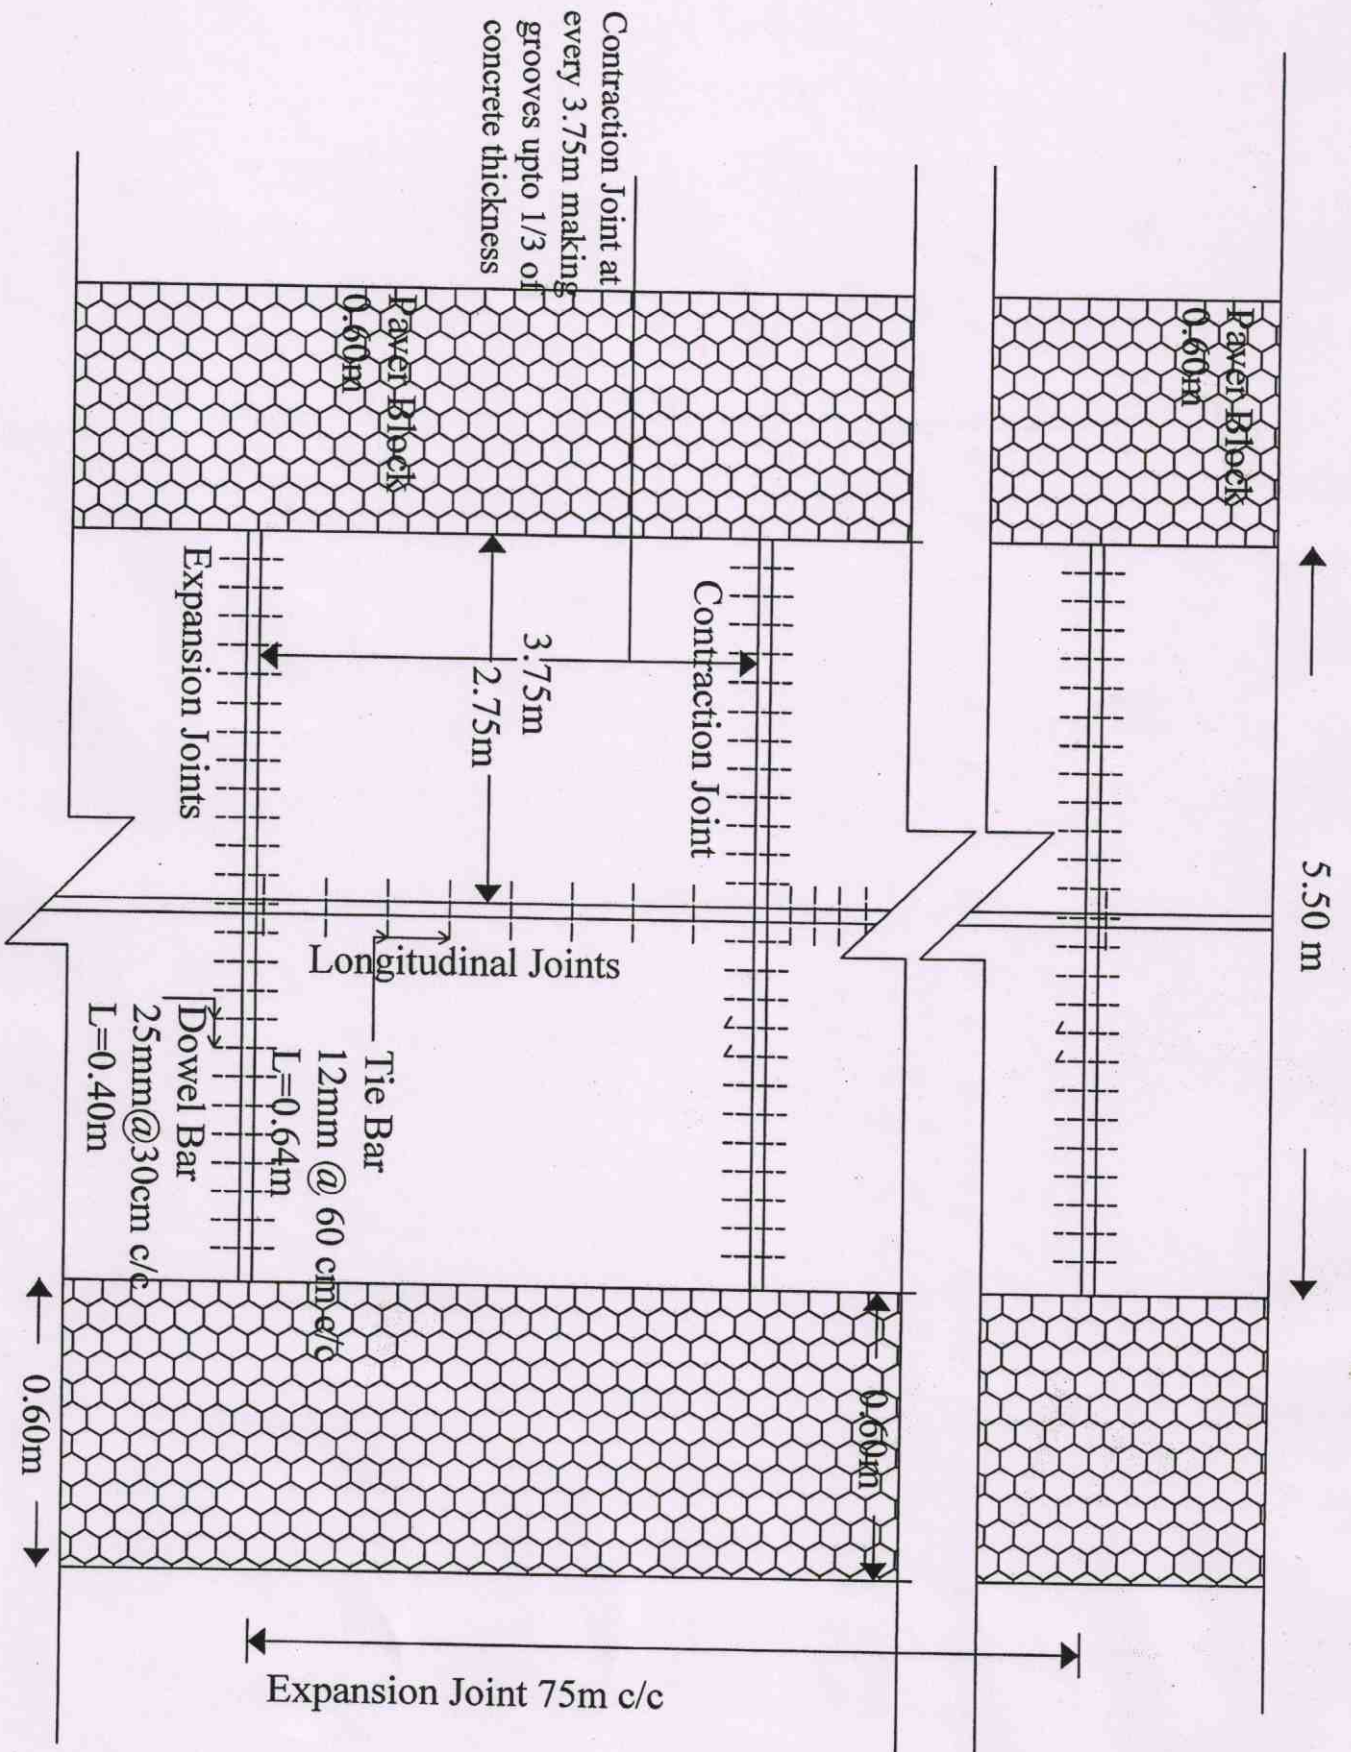 5.50 m
Paver Block
0.60m
Contraction Joint at
every 3.75m making
grooves upto 1/3 of
concrete thickness
Paver Block
0.60m
Contraction Joint
3.75m
2.75m
Expansion Joints
Longitudinal Joints
Tie Bar
12mm @ 60 cm c/c
L=0.64m
Dowel Bar
25mm@30cm c/c
L=0.40m
0.60m
0.60m
Expansion Joint 75m c/c